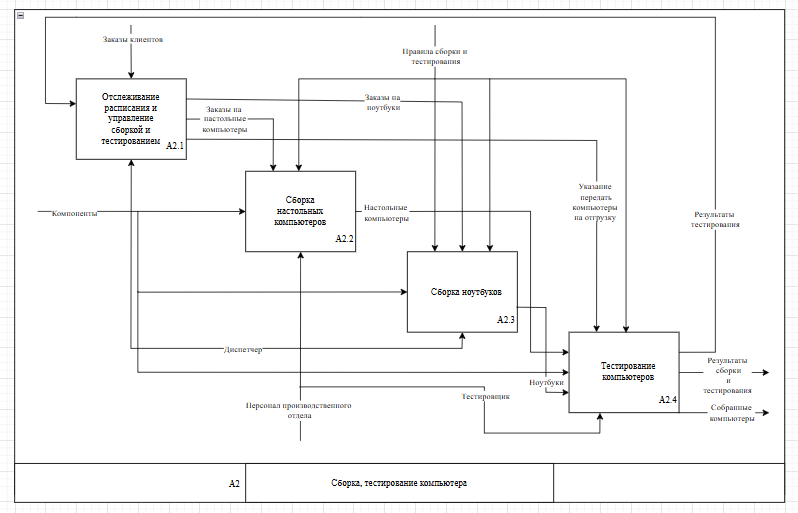 Заказы клиентов
Правила сборки и
тестирования
Отслеживание
расписания и
управление
сборкой и
тестированием
A2.1
Заказы на
настольные
компьютеры
Заказы на
ноутбуки
Сборка
настольных
компьютеров
A2.2
Компоненты
Настольные
компьютеры
Указание
передать
компьютеры
на отгрузку
Результаты
тестирования
Сборка ноутбуков
A2.3
Диспетчер
Тестирование
компьютеров
A2.4
Ноутбуки
Результаты
сборки
и
тестирования
Тестировщик
Персонал производственного
отдела
Собранные
компьютеры
A2
Сборка, тестирование компьютера